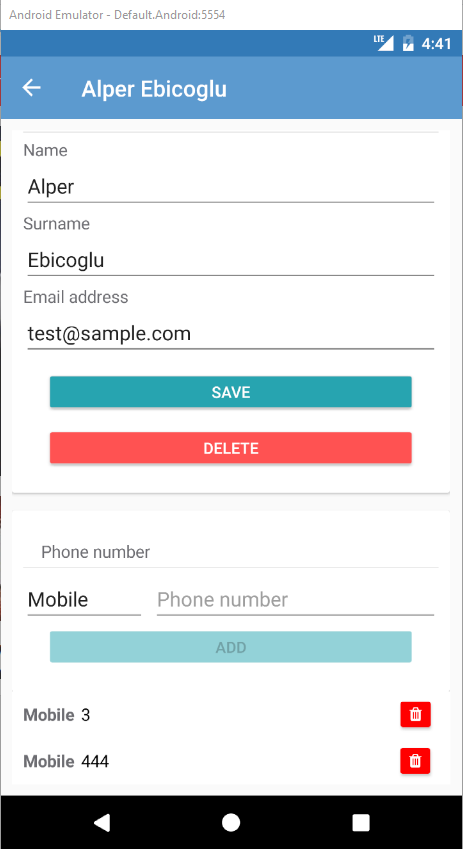 Android Emulator - Default.Android:5554
LTE 4:41
Alper Ebicoglu
Name
Alper
Surname
Ebicoglu
Email address
test@sample.com
SAVE
DELETE
Phone number
Mobile Phone number
ADD
Mobile 3
Mobile 444